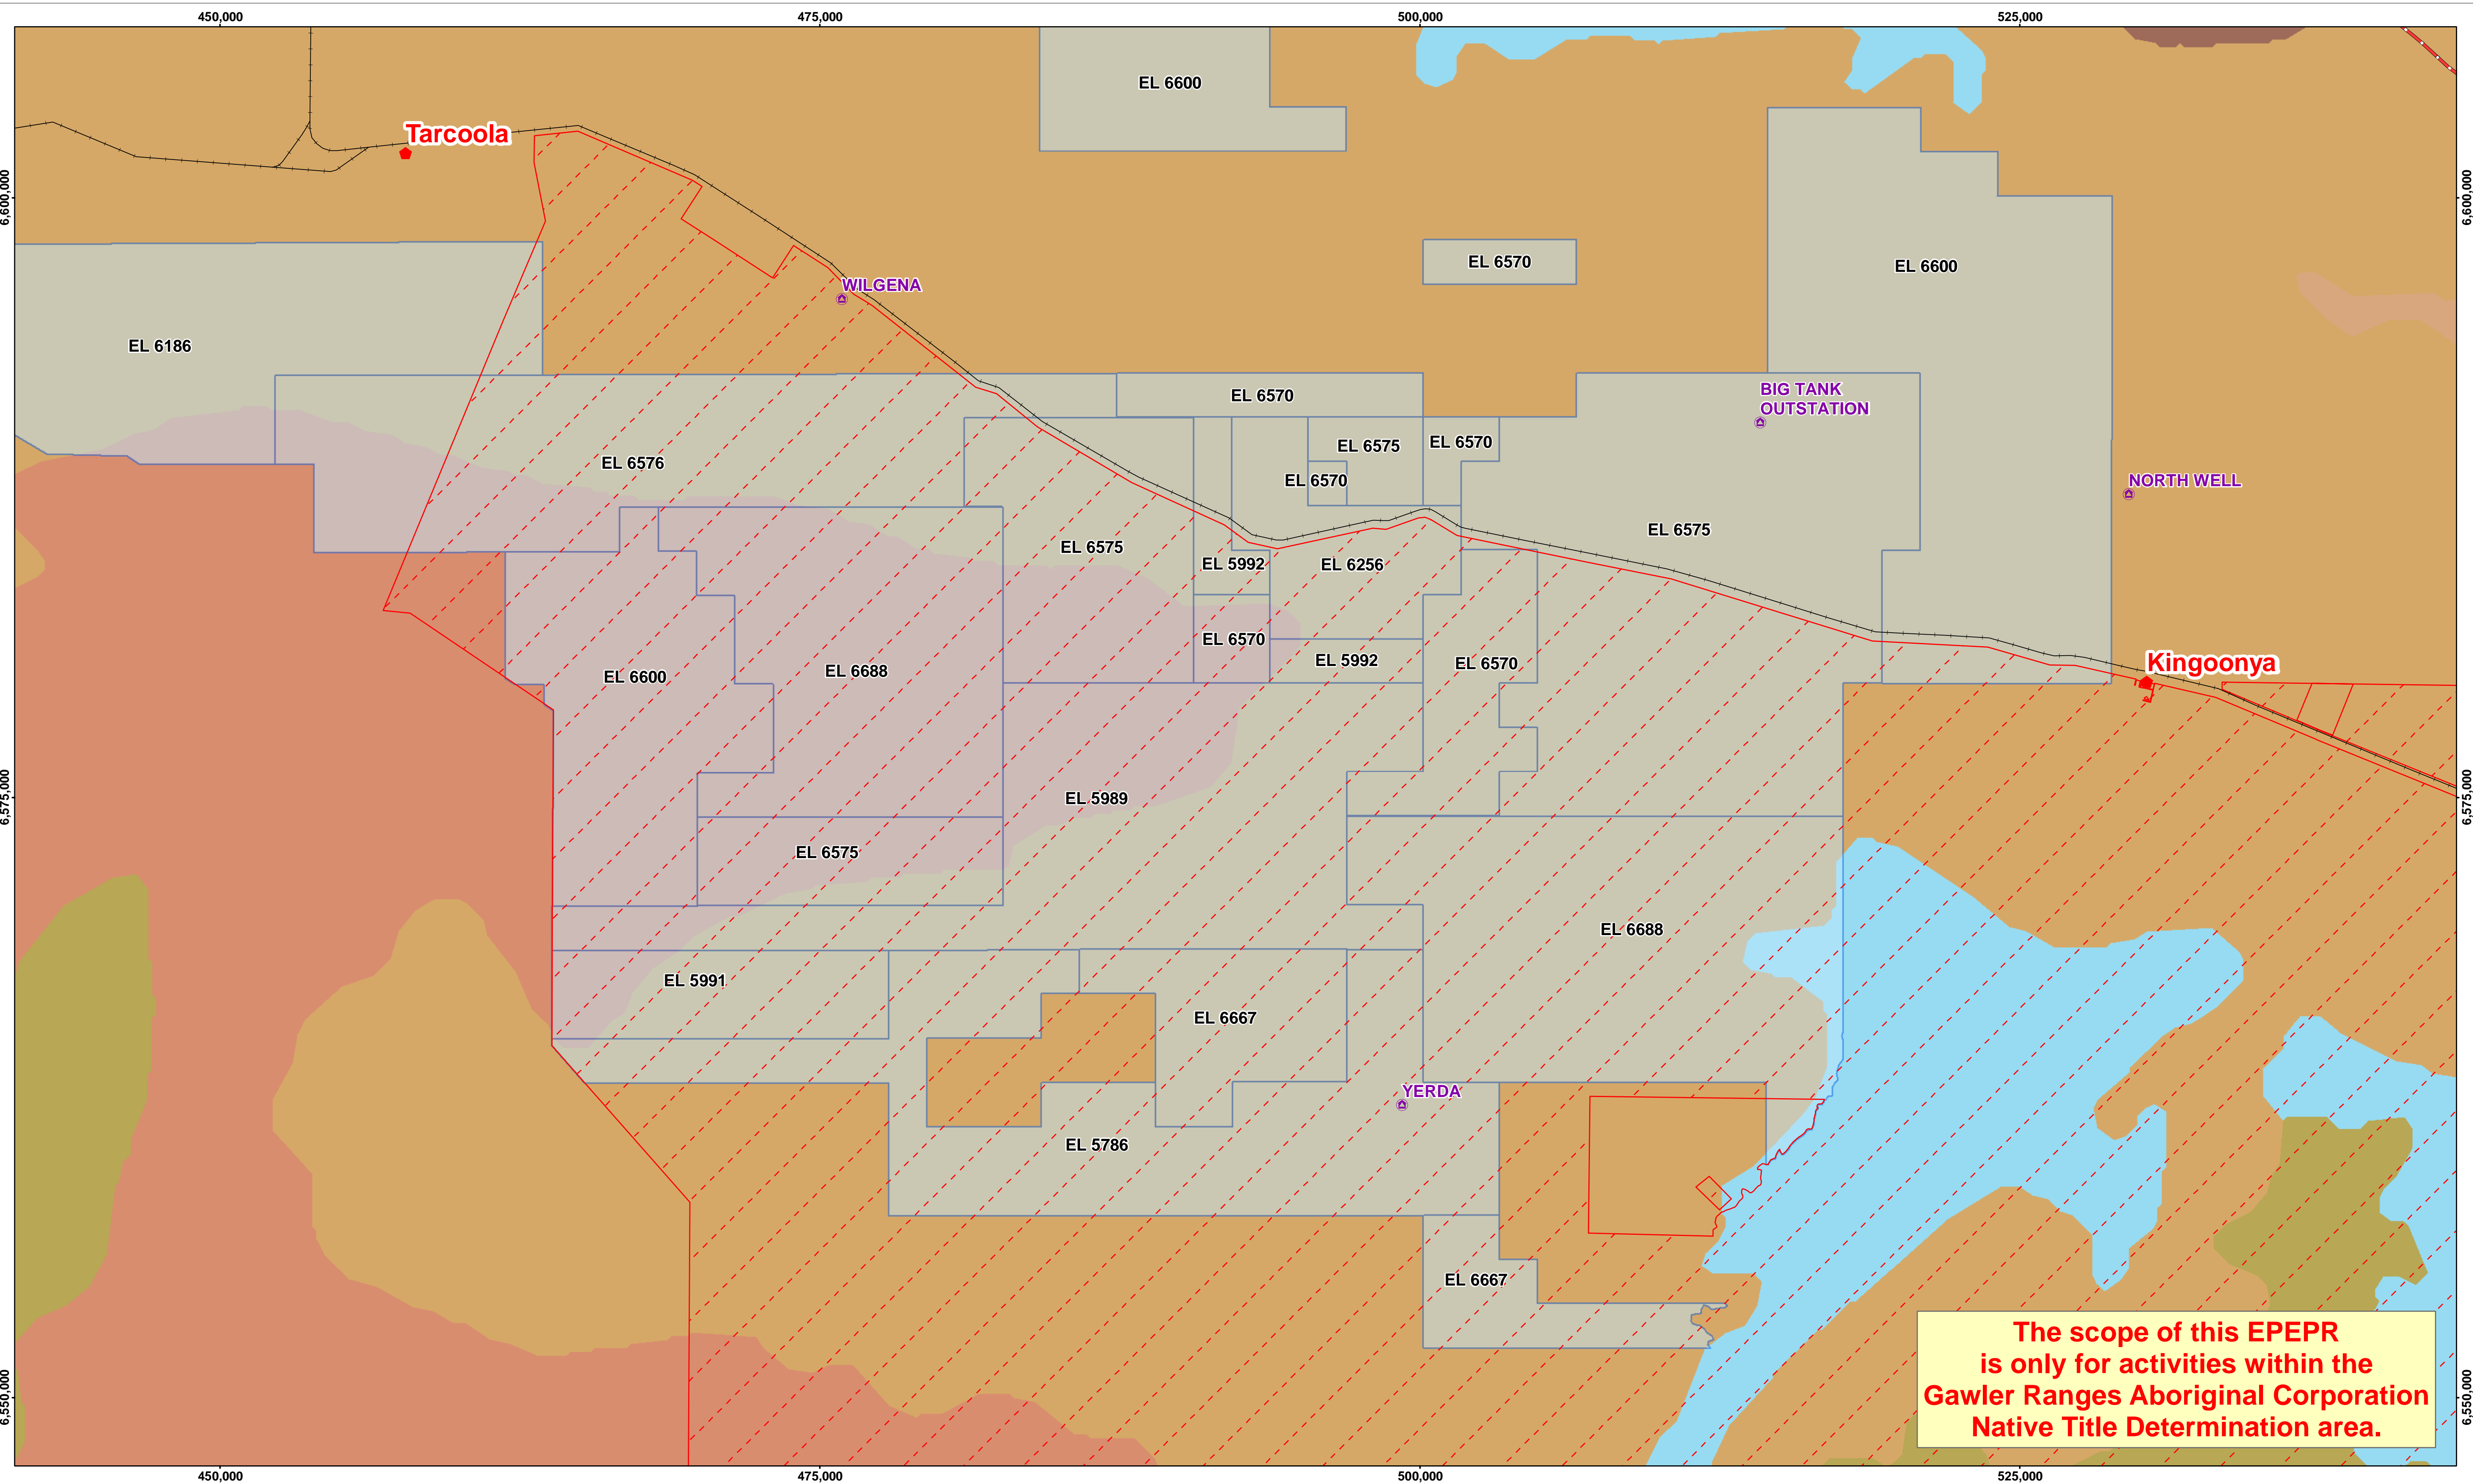 450,000
475,000
500,000
525,000
EL 6600
Tarcoola
6,600,000
6,600,000
EL 6570
EL 6600
WILGENA
EL 6186
BIG TANK
OUTSTATION
EL 6570
EL 6575
EL 6570
EL 6576
EL 6570
NORTH WELL
EL 6575
EL 6575
EL 5992
EL 6256
EL 6570
EL 5992
EL 6570
Kingoonya
EL 6600
EL 6688
6,575,000
EL 5989
6,575,000
EL 6575
EL 6688
EL 5991
EL 6667
YERDA
EL 5786
EL 6667
The scope of this EPEPR
is only for activities within the
Gawler Ranges Aboriginal Corporation
Native Title Determination area.
6,550,000
6,550,000
450,000
475,000
500,000
525,000